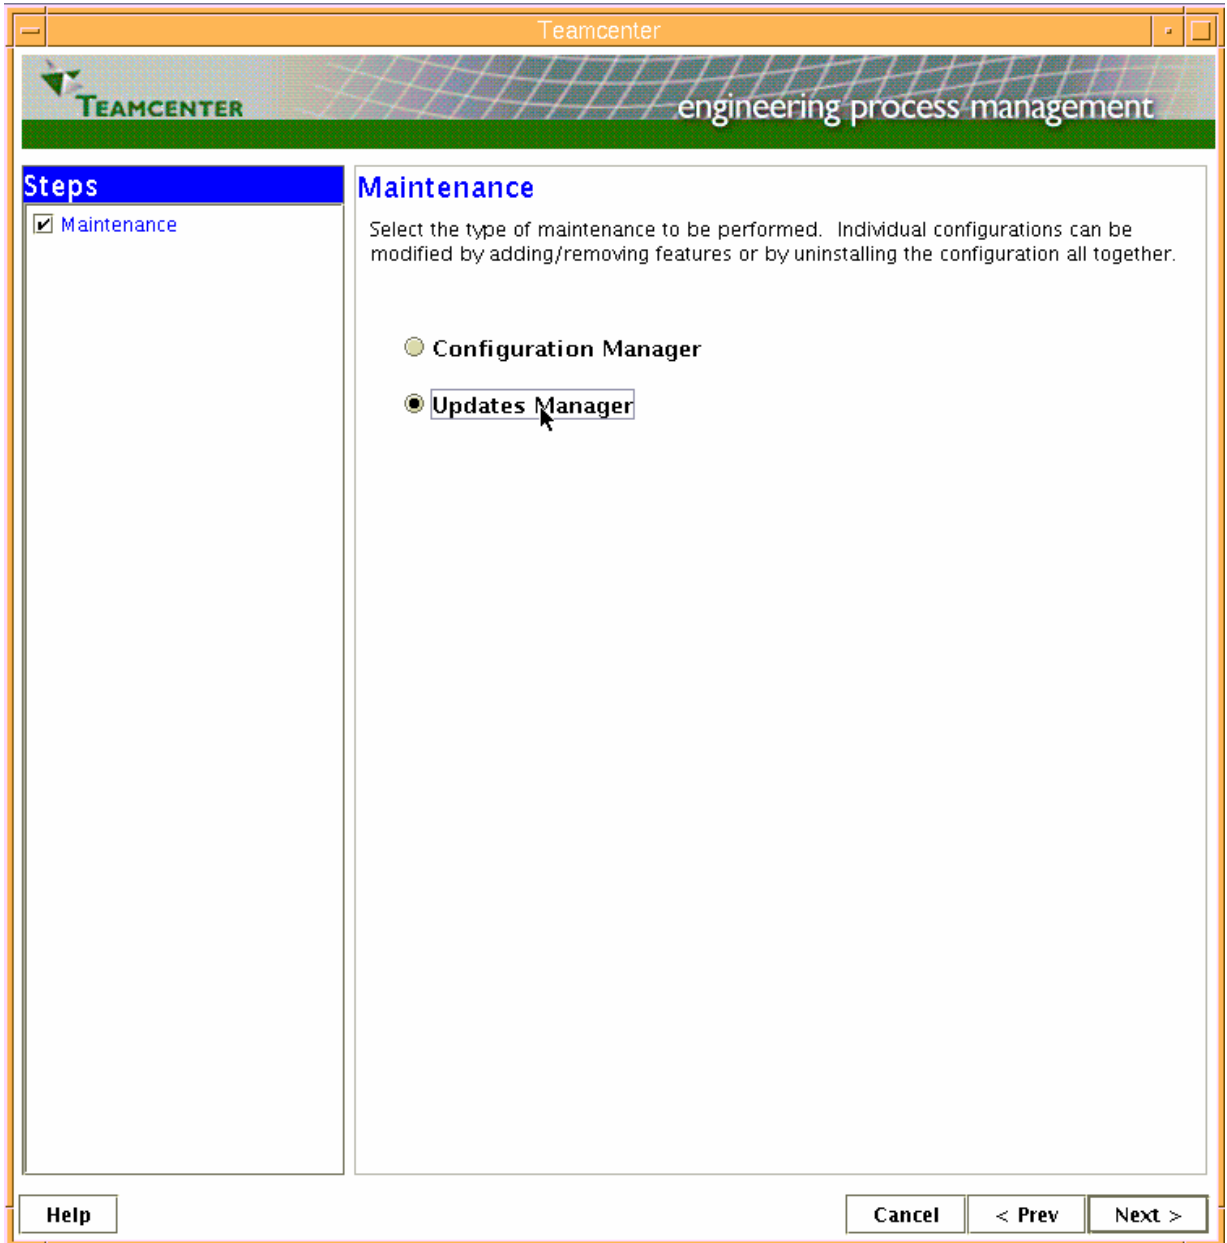 Teamcenter
TEAMCENTER
engineering process management
Steps
Maintenance
Maintenance
Select the type of maintenance to be performed.  Individual configurations can be
modified by adding/removing features or by uninstalling the configuration all together.
Configuration Manager
Updates Manager
Help
Cancel
< Prev
Next >